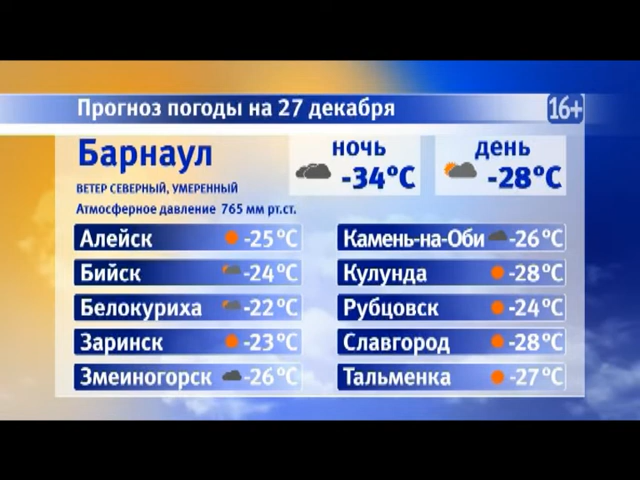 Прогноз погоды на 27 декабря 16+
Барнаул
ночь
-34°C
день
-28°C
ВЕТЕР СЕВЕРНЫЙ, УМЕРЕННЫЙ
Атмосферное давление 765 мм рт.ст.
Алейск -25°C
Бийск -24°C
Белокуриха -22°C
Заринск -23°C
Змеиногорск -26°C
Камень-на-Оби -26°C
Кулунда -28°C
Рубцовск -24°C
Славгород -28°C
Тальменка -27°C